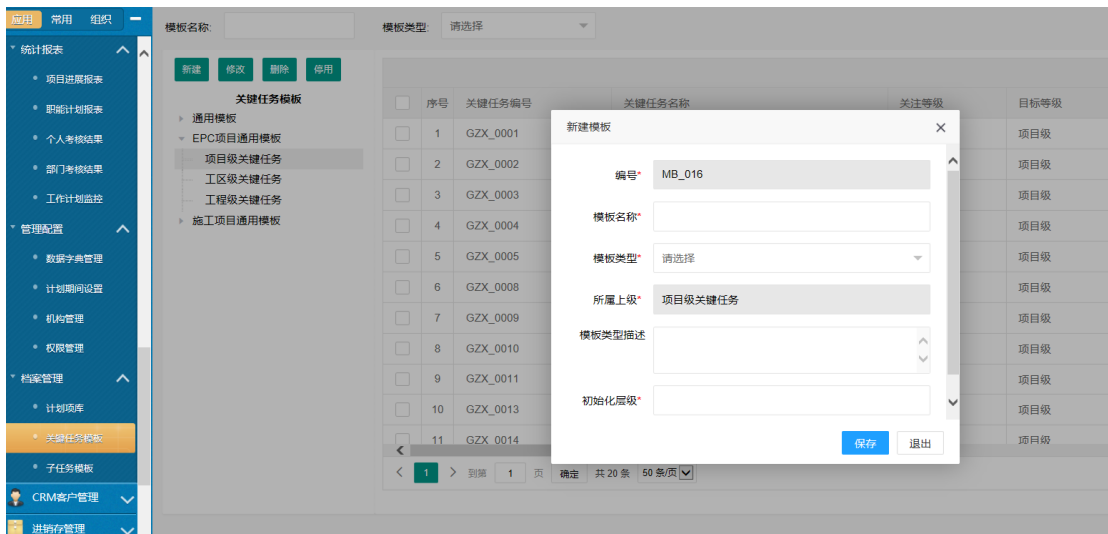 应用 常用 组织
统计报表
项目进展报表
职能计划报表
个人考核结果
部门考核结果
工作计划监控
管理配置
数据字典管理
计划期间设置
机构管理
权限管理
档案管理
计划项库
关键任务模板
子任务模板
CRM客户管理
进销存管理
模板名称: 模板类型: 请选择
新建 修改 删除 停用
关键任务模板
通用模板
EPC项目通用模板
项目级关键任务
工区级关键任务
工程级关键任务
施工项目通用模板
序号 关键任务编号 关键任务名称 关注等级 目标等级
1 GZX_0001 项目级
2 GZX_0002 项目级
3 GZX_0003 项目级
4 GZX_0004 项目级
5 GZX_0005 项目级
6 GZX_0008 项目级
7 GZX_0009 项目级
8 GZX_0010 项目级
9 GZX_0011 项目级
10 GZX_0013 项目级
11 GZX_0014 项目级
1 到第 1 页 确定 共 20 条 50 条/页
新建模板
编号* MB_016
模板名称*
模板类型* 请选择
所属上级* 项目级关键任务
模板类型描述
初始化层级*
保存 退出